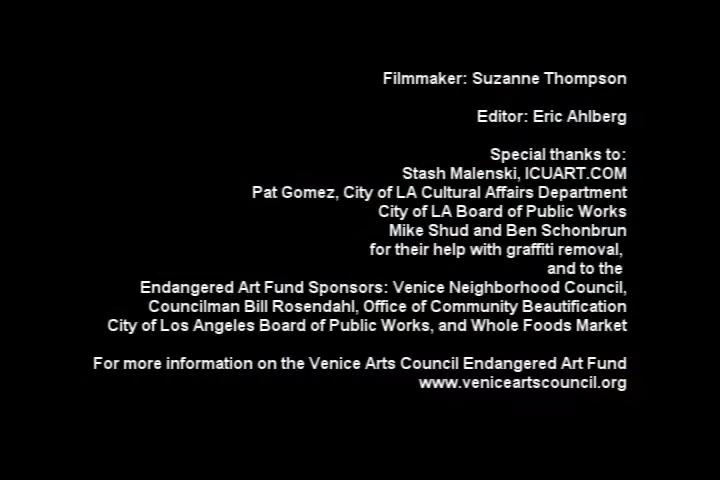 Filmmaker: Suzanne Thompson
Editor: Eric Ahlberg
Special thanks to:
Stash Malenski, ICUART.COM
Pat Gomez, City of LA Cultural Affairs Department
City of LA Board of Public Works
Mike Shud and Ben Schonbrun
for their help with graffiti removal,
and to the
Endangered Art Fund Sponsors: Venice Neighborhood Council,
Councilman Bill Rosendahl, Office of Community Beautification
City of Los Angeles Board of Public Works, and Whole Foods Market
For more information on the Venice Arts Council Endangered Art Fund
www.veniceartscouncil.org